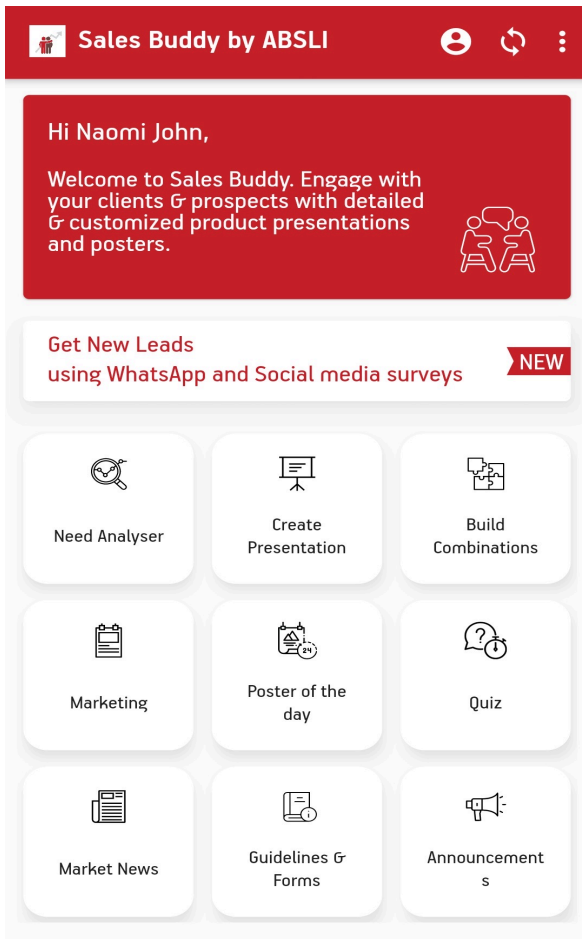 Sales Buddy by ABSLI
Hi Naomi John,
Welcome to Sales Buddy. Engage with
your clients & prospects with detailed
& customized product presentations
and posters.
Get New Leads
using WhatsApp and Social media surveys
NEW
Need Analyser
Create
Presentation
Build
Combinations
Marketing
24
Poster of the
day
?
Quiz
Market News
Guidelines &
Forms
Announcement
s